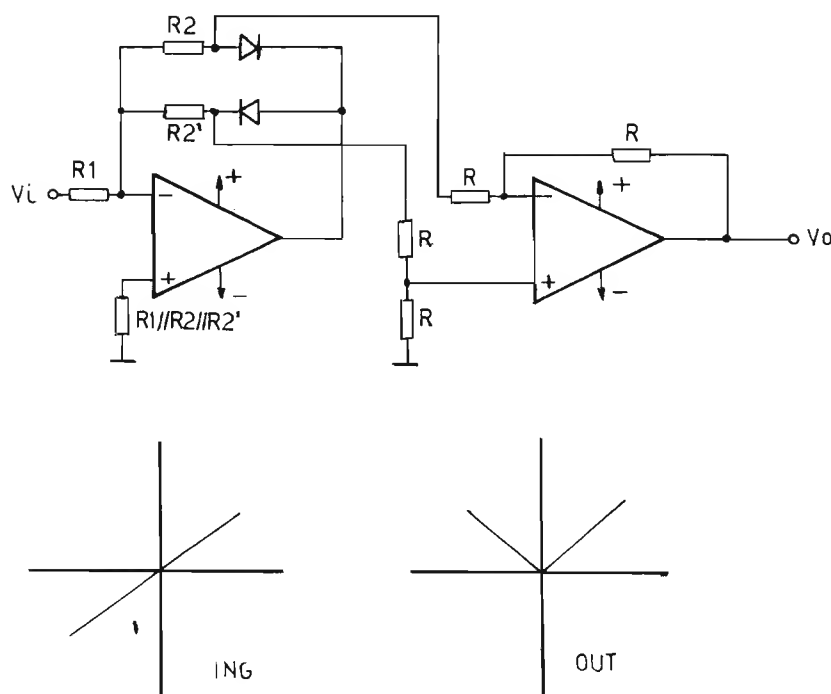 R2
R2'
R1
Vi
−
+
+
−
R1//R2//R2'
R
R
R
R
−
+
+
−
Vo
ING
OUT